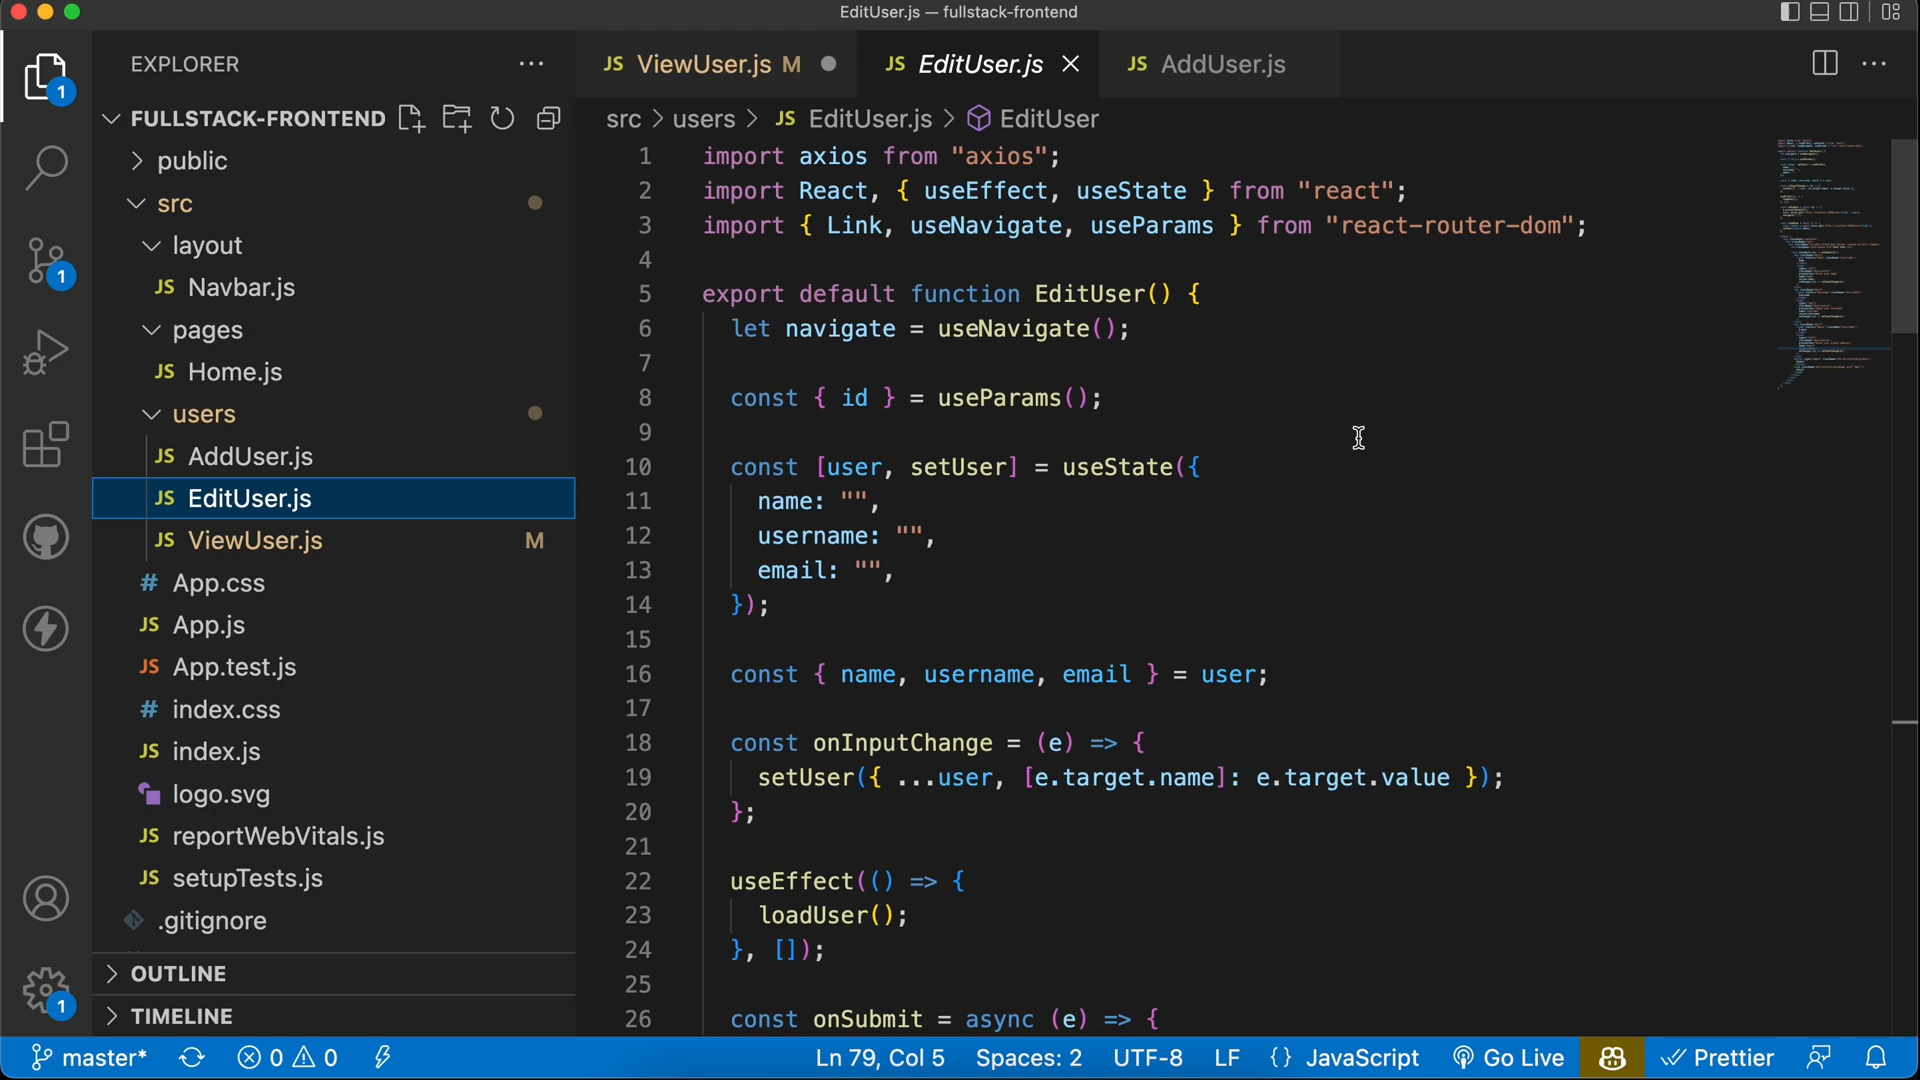 EditUser.js — fullstack-frontend
EXPLORER
JS ViewUser.js M
JS EditUser.js
JS AddUser.js
FULLSTACK-FRONTEND
src > users > JS EditUser.js > EditUser
public
src
layout
JS Navbar.js
pages
JS Home.js
users
JS AddUser.js
JS EditUser.js
JS ViewUser.js M
# App.css
JS App.js
JS App.test.js
# index.css
JS index.js
logo.svg
JS reportWebVitals.js
JS setupTests.js
.gitignore
OUTLINE
TIMELINE
1
1
1
1 import axios from "axios";
2 import React, { useEffect, useState } from "react";
3 import { Link, useNavigate, useParams } from "react-router-dom";
4
5 export default function EditUser() {
6 let navigate = useNavigate();
7
8 const { id } = useParams();
9
10 const [user, setUser] = useState({
11 name: "",
12 username: "",
13 email: "",
14 });
15
16 const { name, username, email } = user;
17
18 const onInputChange = (e) => {
19 setUser({ ...user, [e.target.name]: e.target.value });
20 };
21
22 useEffect(() => {
23 loadUser();
24 }, []);
25
26 const onSubmit = async (e) => {
master* 0 0 Ln 79, Col 5 Spaces: 2 UTF-8 LF {} JavaScript Go Live Prettier